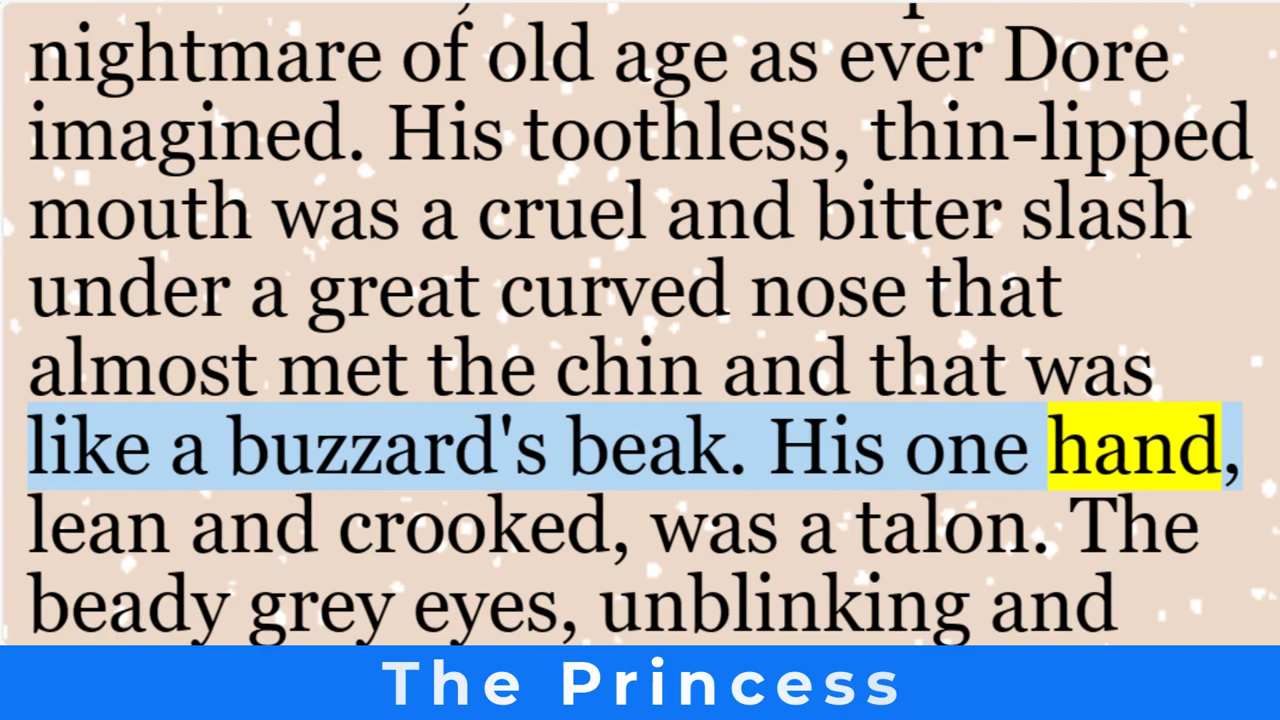 nightmare of old age as ever Dore
imagined. His toothless, thin-lipped
mouth was a cruel and bitter slash
under a great curved nose that
almost met the chin and that was
like a buzzard's beak. His one hand,
lean and crooked, was a talon. The
beady grey eyes, unblinking and
The Princess